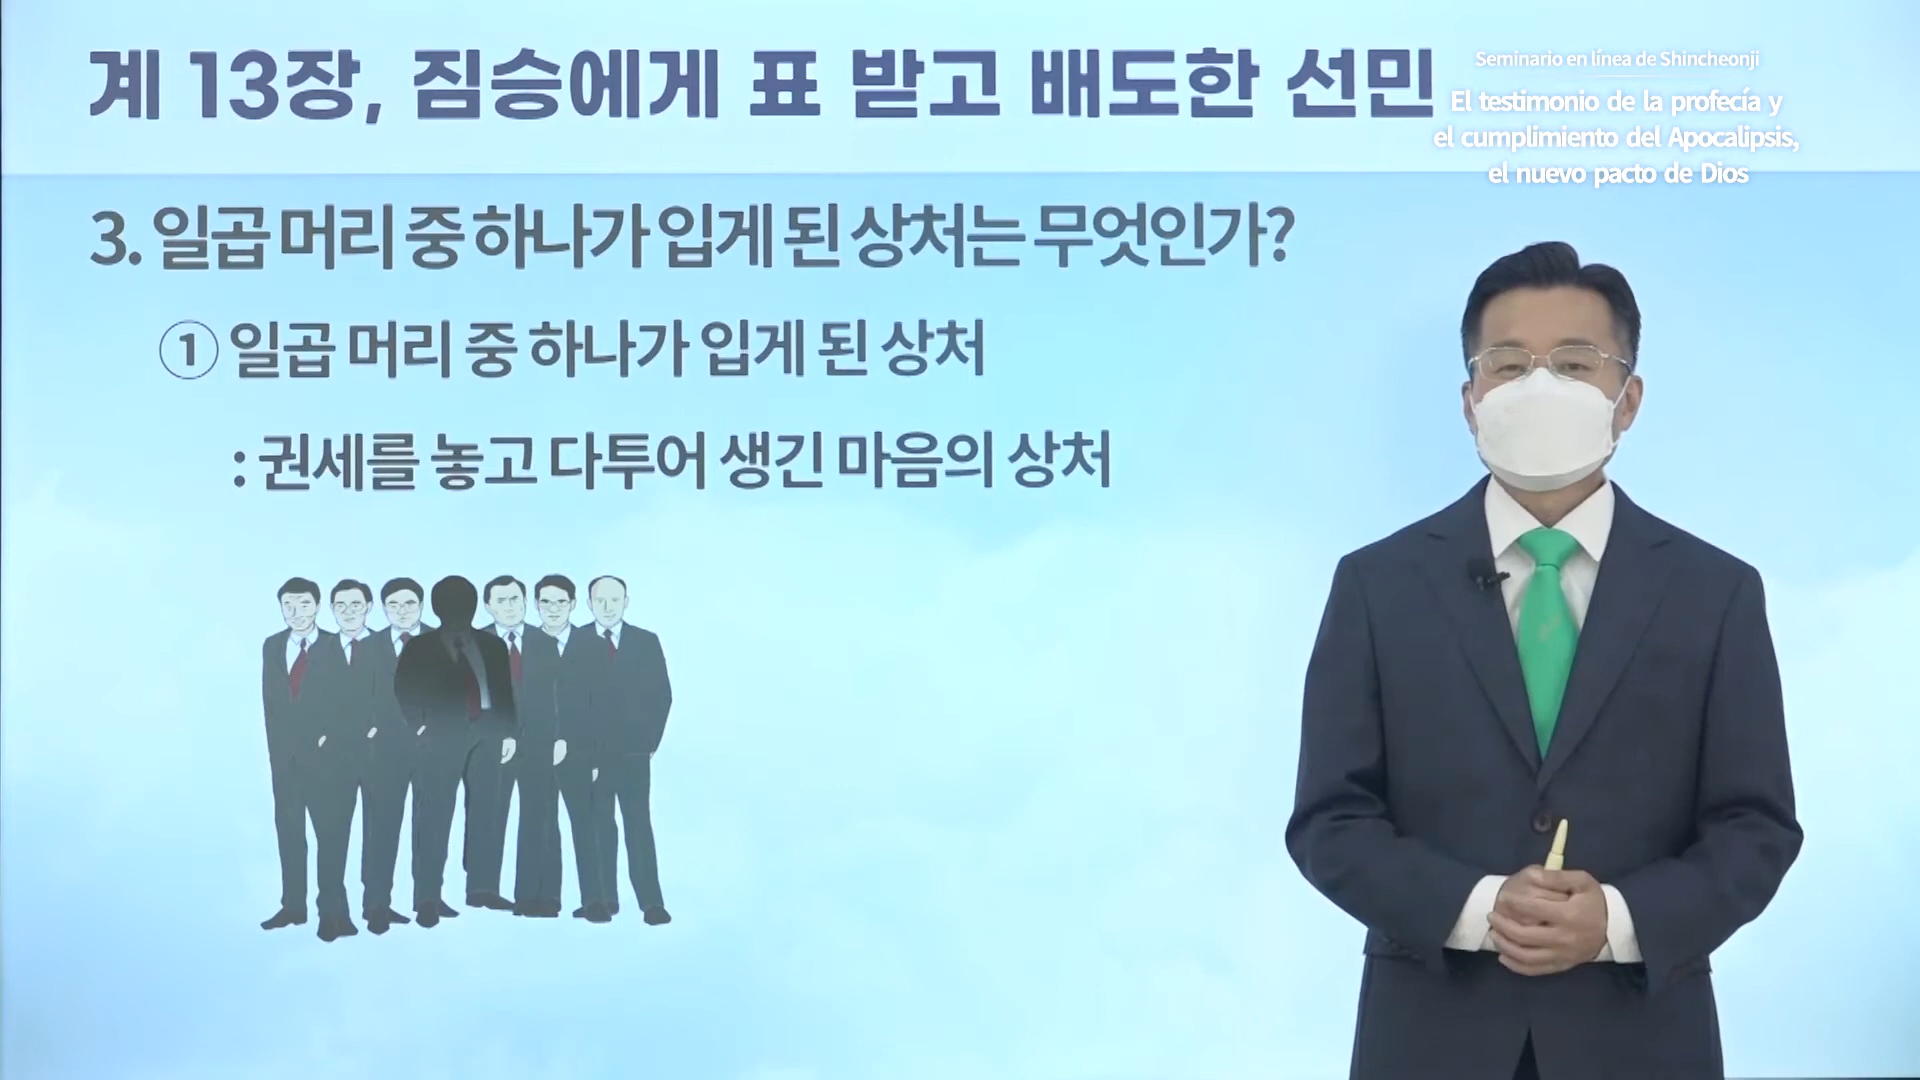 계 13장, 짐승에게 표 받고 배도한 선민
Seminario en línea de Shincheonji
El testimonio de la profecía y
el cumplimiento del Apocalipsis,
el nuevo pacto de Dios
3. 일곱 머리 중 하나가 입게 된 상처는 무엇인가?
① 일곱 머리 중 하나가 입게 된 상처
: 권세를 놓고 다투어 생긴 마음의 상처